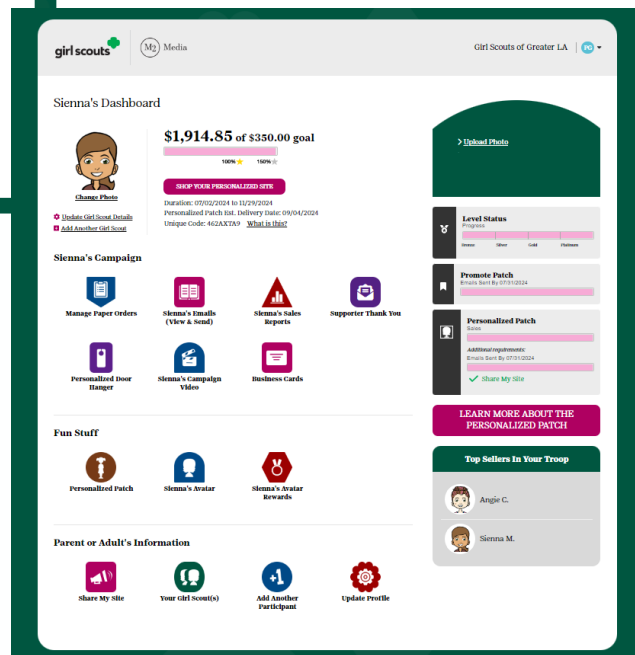 girl scouts
M2 Media
Girl Scouts of Greater LA
PG
Sienna's Dashboard
$1,914.85 of $350.00 goal
100% 150%
SHOP YOUR PERSONALIZED SITE
Change Photo
Duration: 07/02/2024 to 11/29/2024
Personalized Patch Est. Delivery Date: 09/04/2024
Unique Code: 462AXTA9 What is this?
Update Girl Scout Details
Add Another Girl Scout
Sienna's Campaign
Manage Paper Orders
Sienna's Emails
(View & Send)
Sienna's Sales
Reports
Supporter Thank You
Personalized Door
Hanger
Sienna's Campaign
Video
Business Cards
Fun Stuff
Personalized Patch
Sienna's Avatar
Sienna's Avatar
Rewards
Parent or Adult's Information
Share My Site
Your Girl Scout(s)
+1
Add Another
Participant
Update Profile
Upload Photo
Level Status
Progress
Bronze Silver Gold Platinum
Promote Patch
Emails Sent By 07/31/2024
Personalized Patch
Sales
Additional requirements:
Emails Sent By 07/31/2024
Share My Site
LEARN MORE ABOUT THE
PERSONALIZED PATCH
Top Sellers In Your Troop
Angie C.
Sienna M.